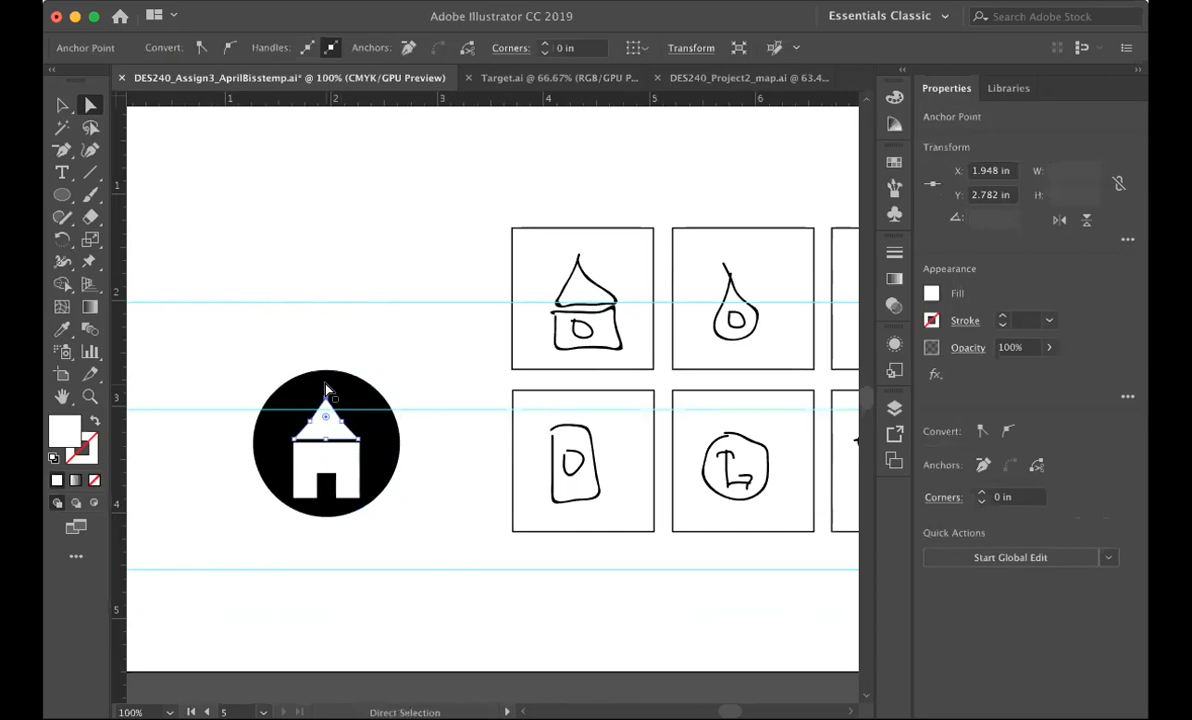 Adobe Illustrator CC 2019
Essentials Classic
Search Adobe Stock
Anchor Point
Convert:
Handles:
Anchors:
Corners:
0 in
Transform
DES240_Assign3_AprilBisstemp.ai* @ 100% (CMYK/GPU Preview)
Target.ai @ 66.67% (RGB/GPU P...
DES240_Project2_map.ai @ 63.4...
1 2 3 4 5 6
1
2
3
4
5
Properties
Libraries
Anchor Point
Transform
X: 1.948 in W:
Y: 2.782 in H:
Appearance
Fill
Stroke
Opacity 100%
fx.
Convert:
Anchors:
Corners: 0 in
Quick Actions
Start Global Edit
100%
5
Direct Selection